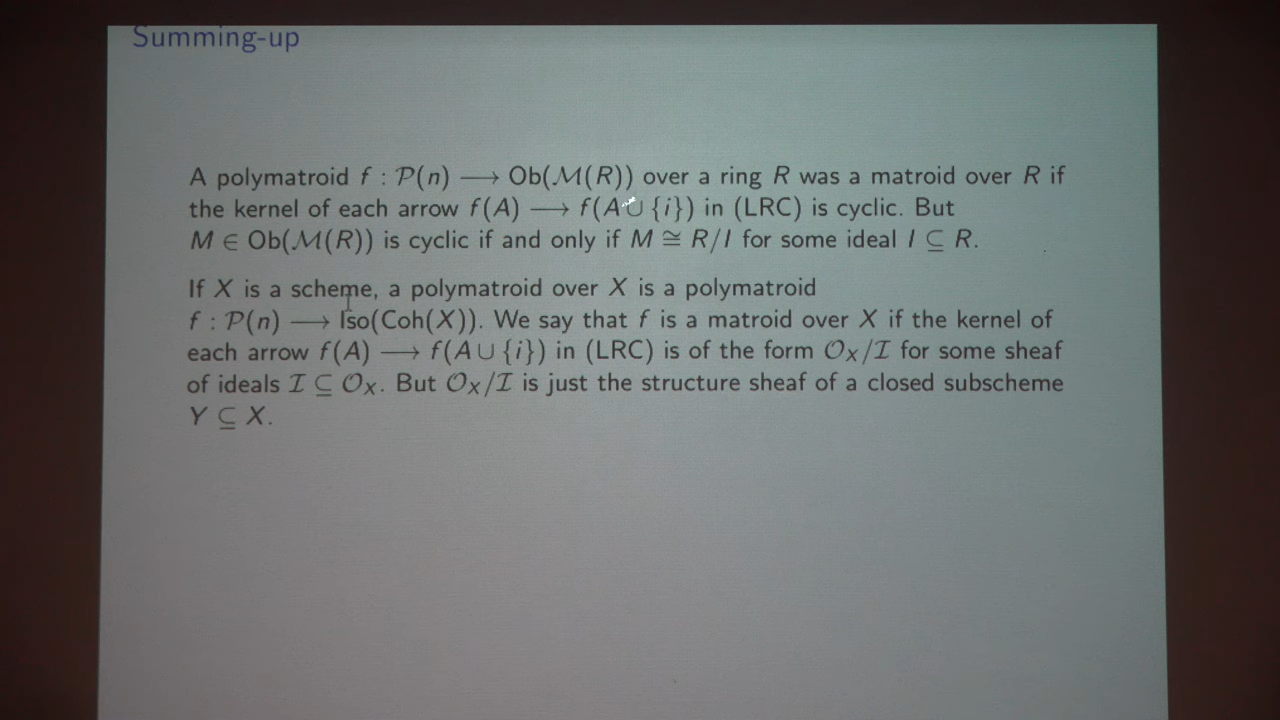 Summing-up
A polymatroid f : P(n) ⟶ Ob(M(R)) over a ring R was a matroid over R if
the kernel of each arrow f(A) ⟶ f(A ∪ {i}) in (LRC) is cyclic. But
M ∈ Ob(M(R)) is cyclic if and only if M ≅ R/I for some ideal I ⊆ R.
If X is a scheme, a polymatroid over X is a polymatroid
f : P(n) ⟶ Iso(Coh(X)). We say that f is a matroid over X if the kernel of
each arrow f(A) ⟶ f(A ∪ {i}) in (LRC) is of the form O_X/I for some sheaf
of ideals I ⊆ O_X. But O_X/I is just the structure sheaf of a closed subscheme
Y ⊆ X.